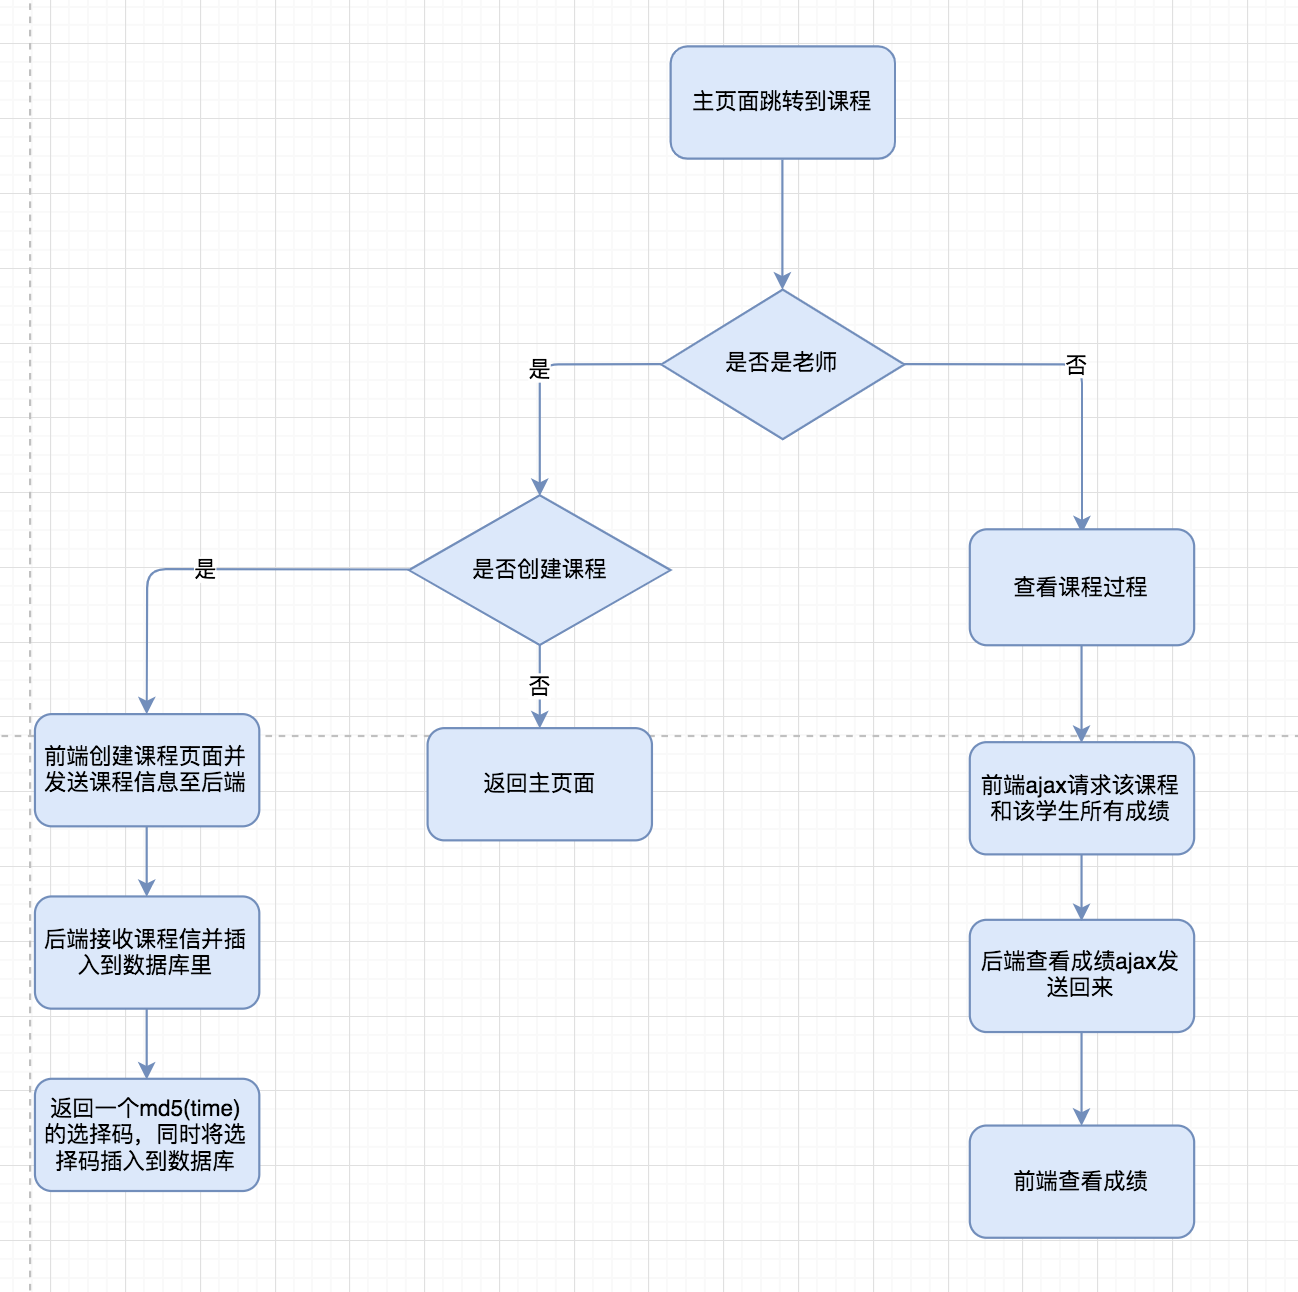 主页面跳转到课程
是否是老师
是
否
是否创建课程
是
否
查看课程过程
前端创建课程页面并
发送课程信息至后端
返回主页面
前端ajax请求该课程
和该学生所有成绩
后端接收课程信并插
入到数据库里
后端查看成绩ajax发
送回来
返回一个md5(time)
的选择码，同时将选
择码插入到数据库
前端查看成绩